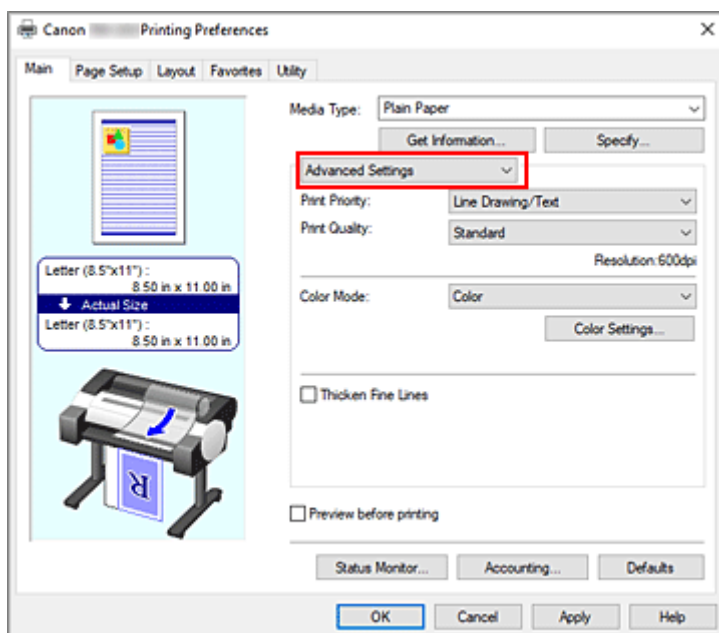 Canon Printing Preferences
Main Page Setup Layout Favorites Utility
Media Type: Plain Paper
Get Information... Specify...
Advanced Settings
Print Priority: Line Drawing/Text
Print Quality: Standard
Resolution:600dpi
Letter (8.5"x11") :
8.50 in x 11.00 in
Actual Size
Letter (8.5"x11") :
8.50 in x 11.00 in
Color Mode: Color
Color Settings...
Thicken Fine Lines
R
Preview before printing
Status Monitor... Accounting... Defaults
OK Cancel Apply Help